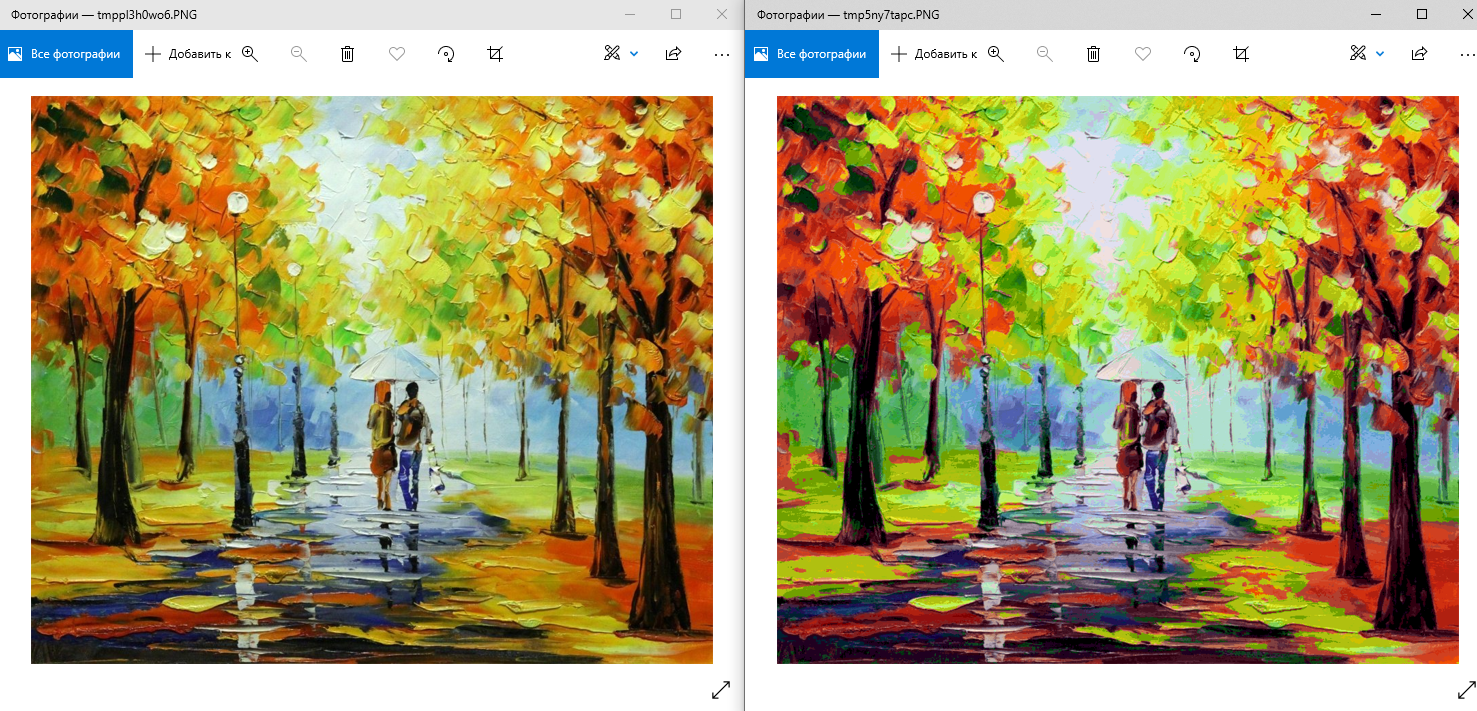 Фотографии — tmppl3h0wo6.PNG
Все фотографии
Добавить к
Фотографии — tmp5ny7tapc.PNG
Все фотографии
Добавить к